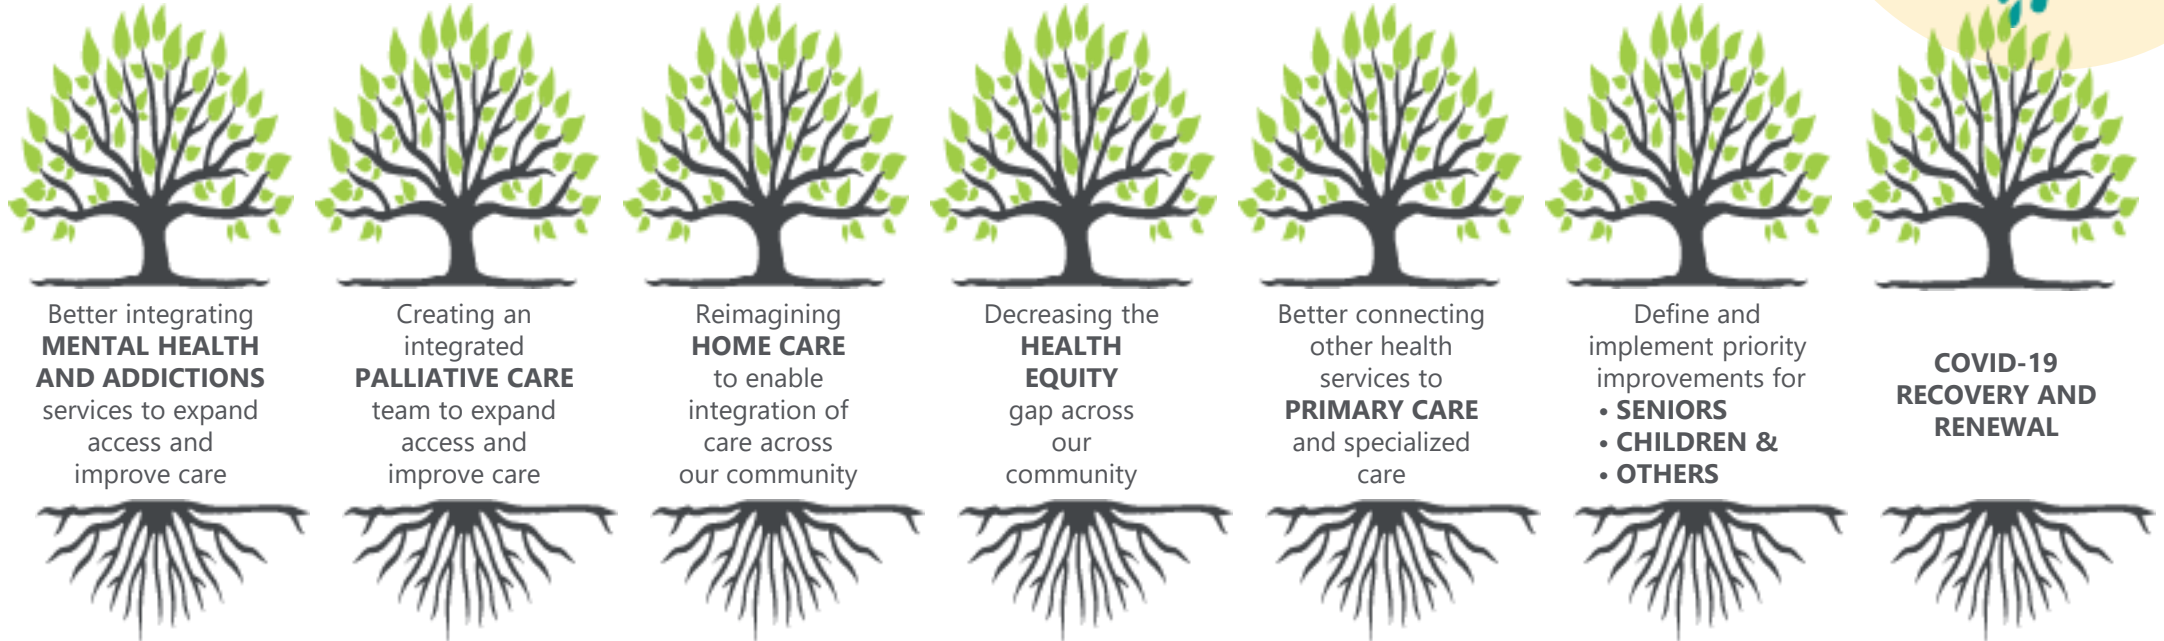 Better integrating
MENTAL HEALTH
AND ADDICTIONS
services to expand
access and
improve care
Creating an
integrated
PALLIATIVE CARE
team to expand
access and
improve care
Reimagining
HOME CARE
to enable
integration of
care across
our community
Decreasing the
HEALTH
EQUITY
gap across
our
community
Better connecting
other health
services to
PRIMARY CARE
and specialized
care
Define and
implement priority
improvements for
• SENIORS
• CHILDREN &
• OTHERS
COVID-19
RECOVERY AND
RENEWAL